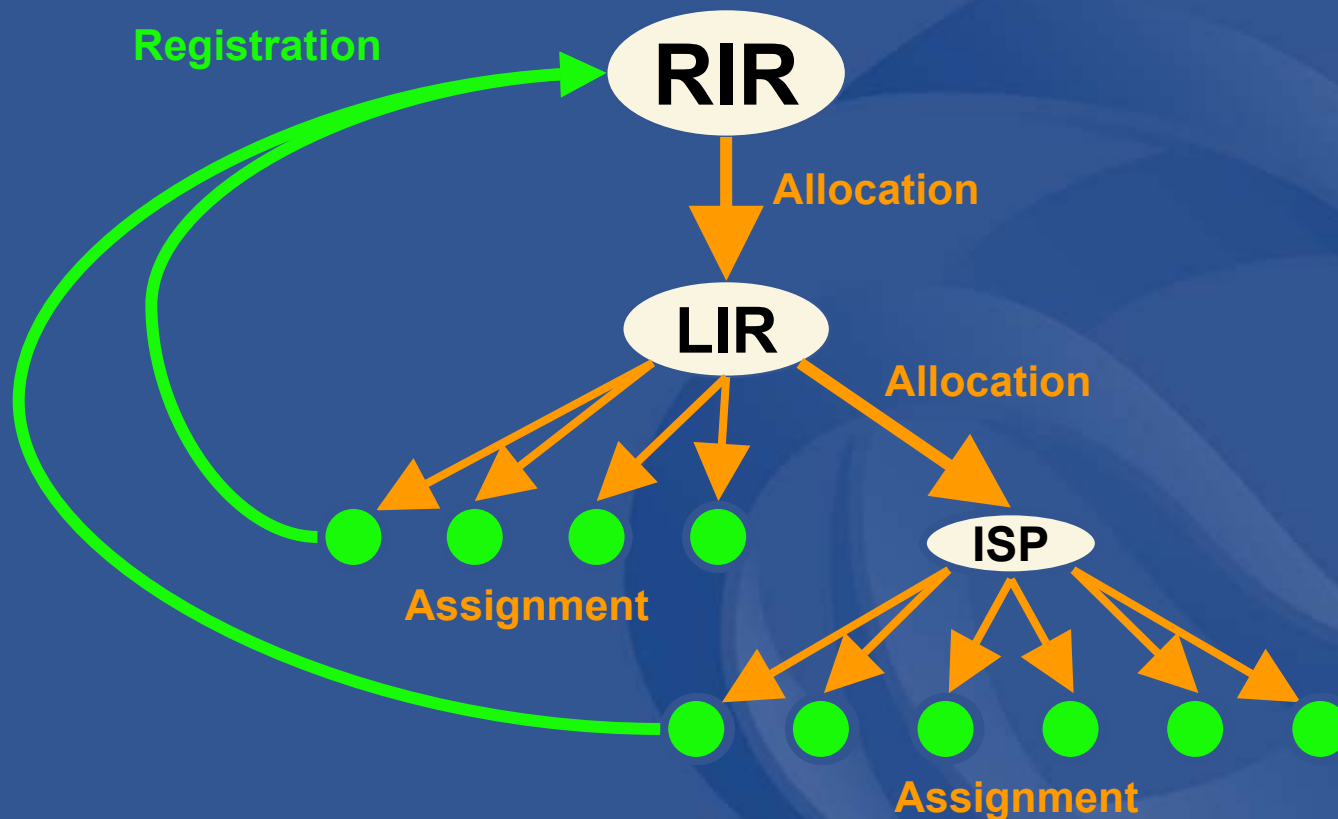 Registration
RIR
Allocation
LIR
Allocation
ISP
Assignment
Assignment